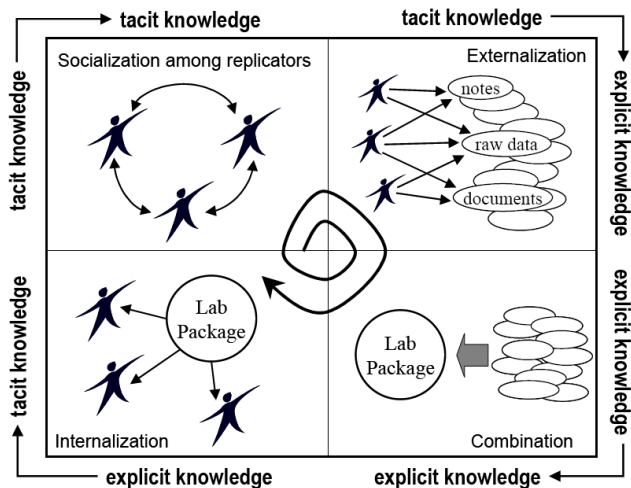 tacit knowledge
tacit knowledge
tacit knowledge
explicit knowledge
Socialization among replicators
Externalization
notes
raw data
documents
tacit knowledge
explicit knowledge
Lab
Package
Lab
Package
Internalization
Combination
explicit knowledge
explicit knowledge